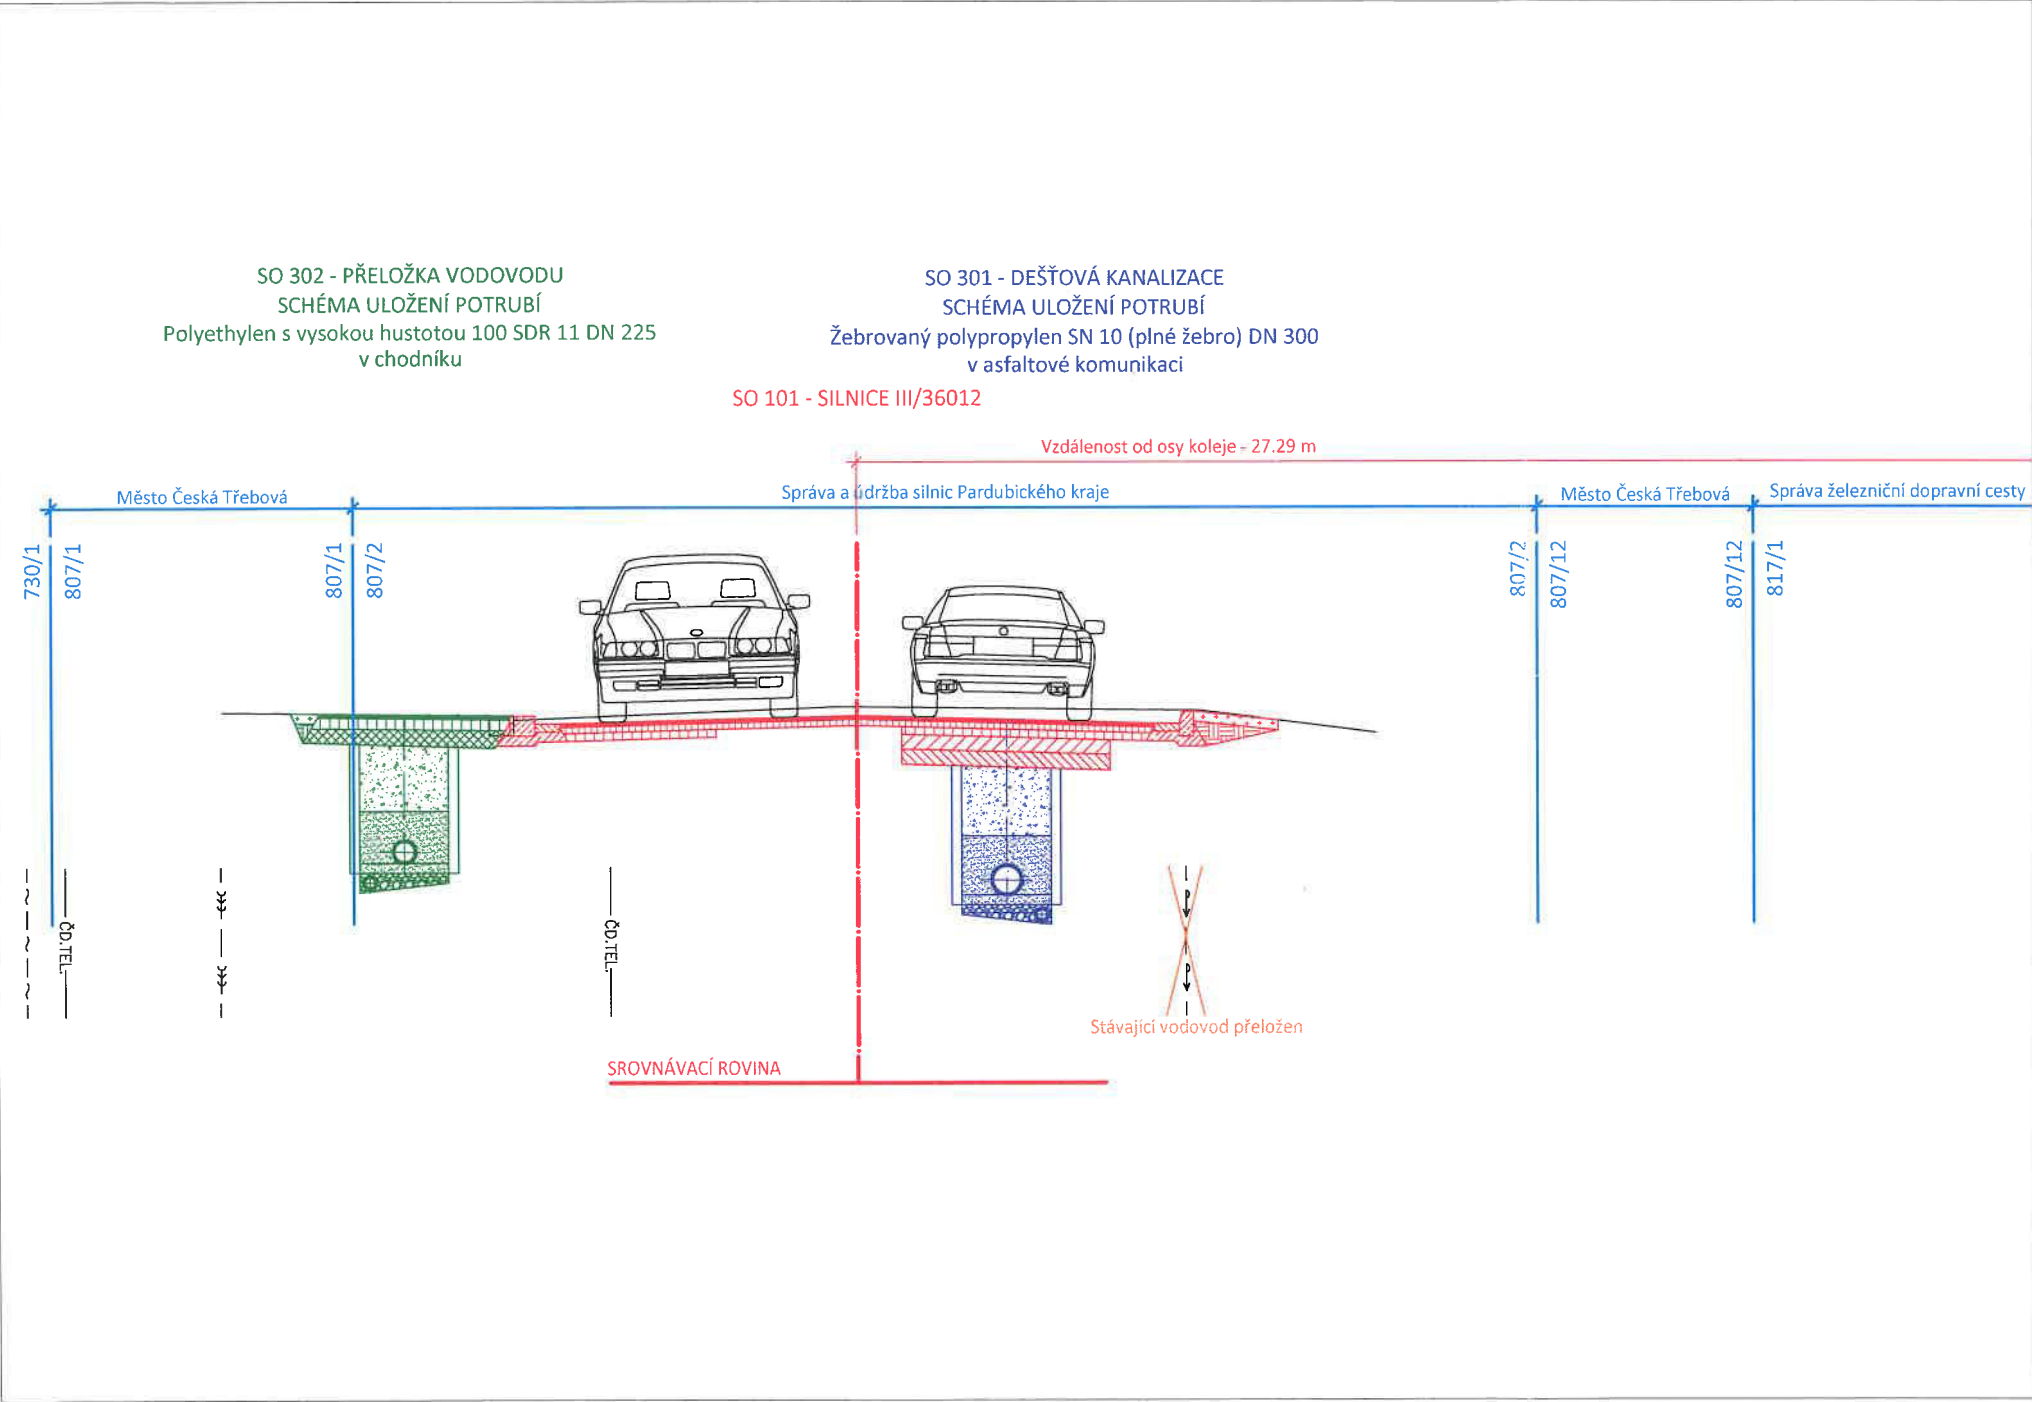 SO 302 - PŘELOŽKA VODOVODU
SCHÉMA ULOŽENÍ POTRUBÍ
Polyethylen s vysokou hustotou 100 SDR 11 DN 225
v chodníku
SO 301 - DEŠŤOVÁ KANALIZACE
SCHÉMA ULOŽENÍ POTRUBÍ
Žebrovaný polypropylen SN 10 (plné žebro) DN 300
v asfaltové komunikaci
SO 101 - SILNICE III/36012
Vzdálenost od osy koleje - 27.29 m
Město Česká Třebová
Správa a údržba silnic Pardubického kraje
Město Česká Třebová
Správa železniční dopravní cesty
730/1
807/1
807/1
807/2
807/2
807/12
807/12
817/1
ČD.TEL.
ČD.TEL.
P
P
Stávající vodovod přeložen
SROVNÁVACÍ ROVINA